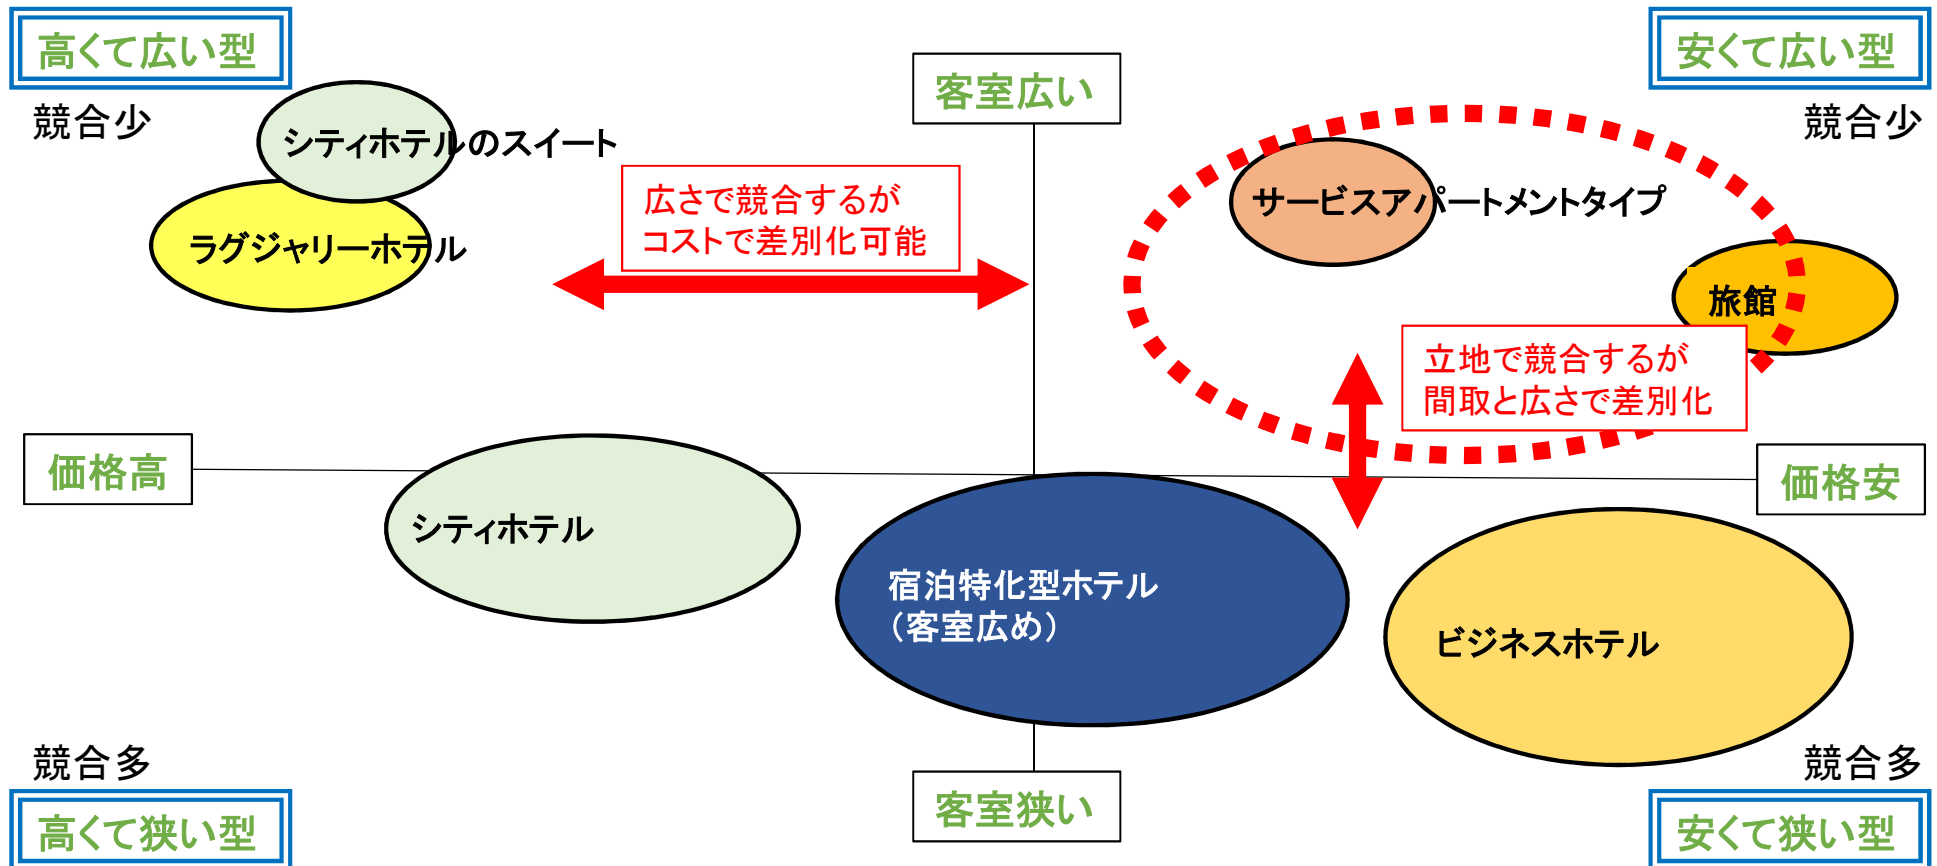 高くて広い型
安くて広い型
競合少
競合少
客室広い
シティホテルのスイート
ラグジャリーホテル
広さで競合するが
コストで差別化可能
サービスアパートメントタイプ
旅館
立地で競合するが
間取と広さで差別化
価格高
価格安
シティホテル
宿泊特化型ホテル
（客室広め）
ビジネスホテル
競合多
競合多
客室狭い
高くて狭い型
安くて狭い型